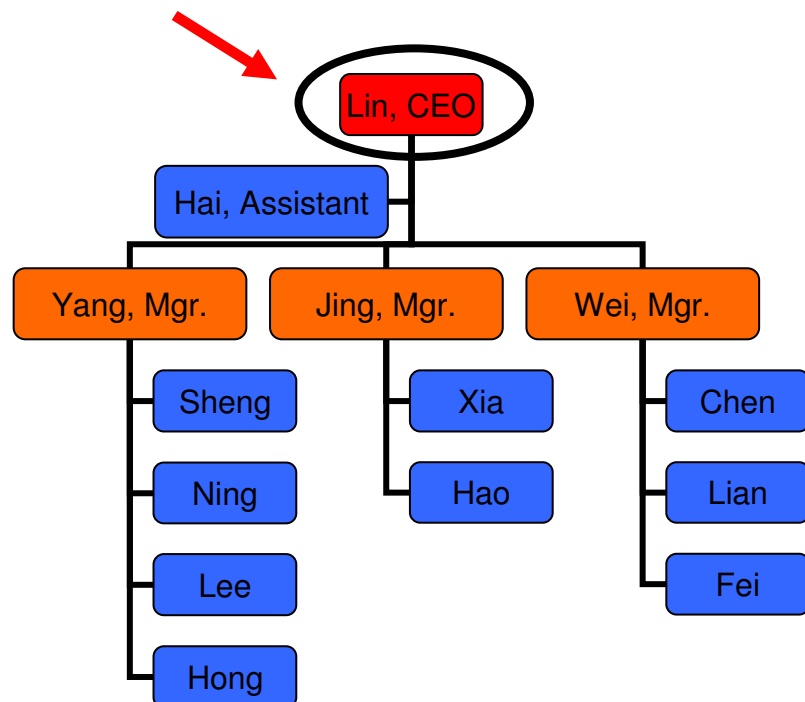 Lin, CEO
Hai, Assistant
Yang, Mgr.
Jing, Mgr.
Wei, Mgr.
Sheng
Xia
Chen
Ning
Hao
Lian
Lee
Fei
Hong